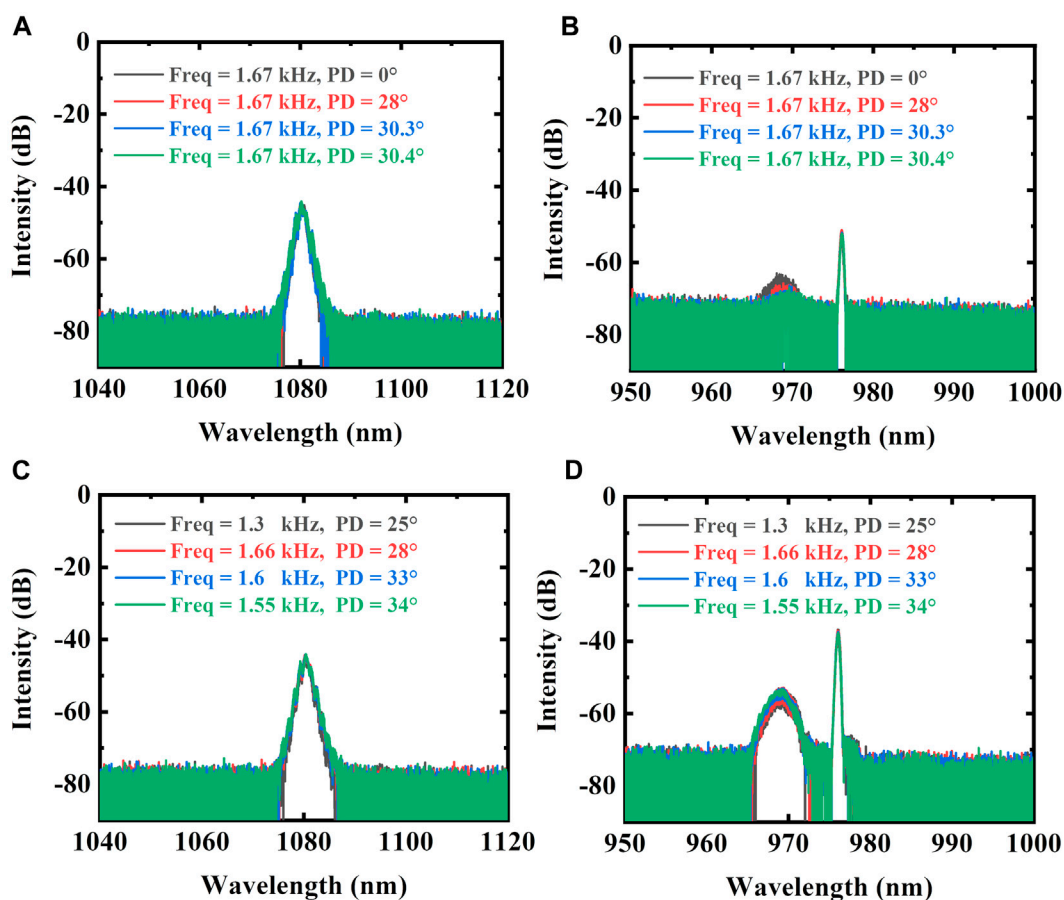 A
0
-20
-40
-60
-80
Intensity (dB)
Freq = 1.67 kHz, PD = 0°
Freq = 1.67 kHz, PD = 28°
Freq = 1.67 kHz, PD = 30.3°
Freq = 1.67 kHz, PD = 30.4°
1040 1060 1080 1100 1120
Wavelength (nm)
B
0
-20
-40
-60
-80
Intensity (dB)
Freq = 1.67 kHz, PD = 0°
Freq = 1.67 kHz, PD = 28°
Freq = 1.67 kHz, PD = 30.3°
Freq = 1.67 kHz, PD = 30.4°
950 960 970 980 990 1000
Wavelength (nm)
C
0
-20
-40
-60
-80
Intensity (dB)
Freq = 1.3 kHz, PD = 25°
Freq = 1.66 kHz, PD = 28°
Freq = 1.6 kHz, PD = 33°
Freq = 1.55 kHz, PD = 34°
1040 1060 1080 1100 1120
Wavelength (nm)
D
0
-20
-40
-60
-80
Intensity (dB)
Freq = 1.3 kHz, PD = 25°
Freq = 1.66 kHz, PD = 28°
Freq = 1.6 kHz, PD = 33°
Freq = 1.55 kHz, PD = 34°
950 960 970 980 990 1000
Wavelength (nm)